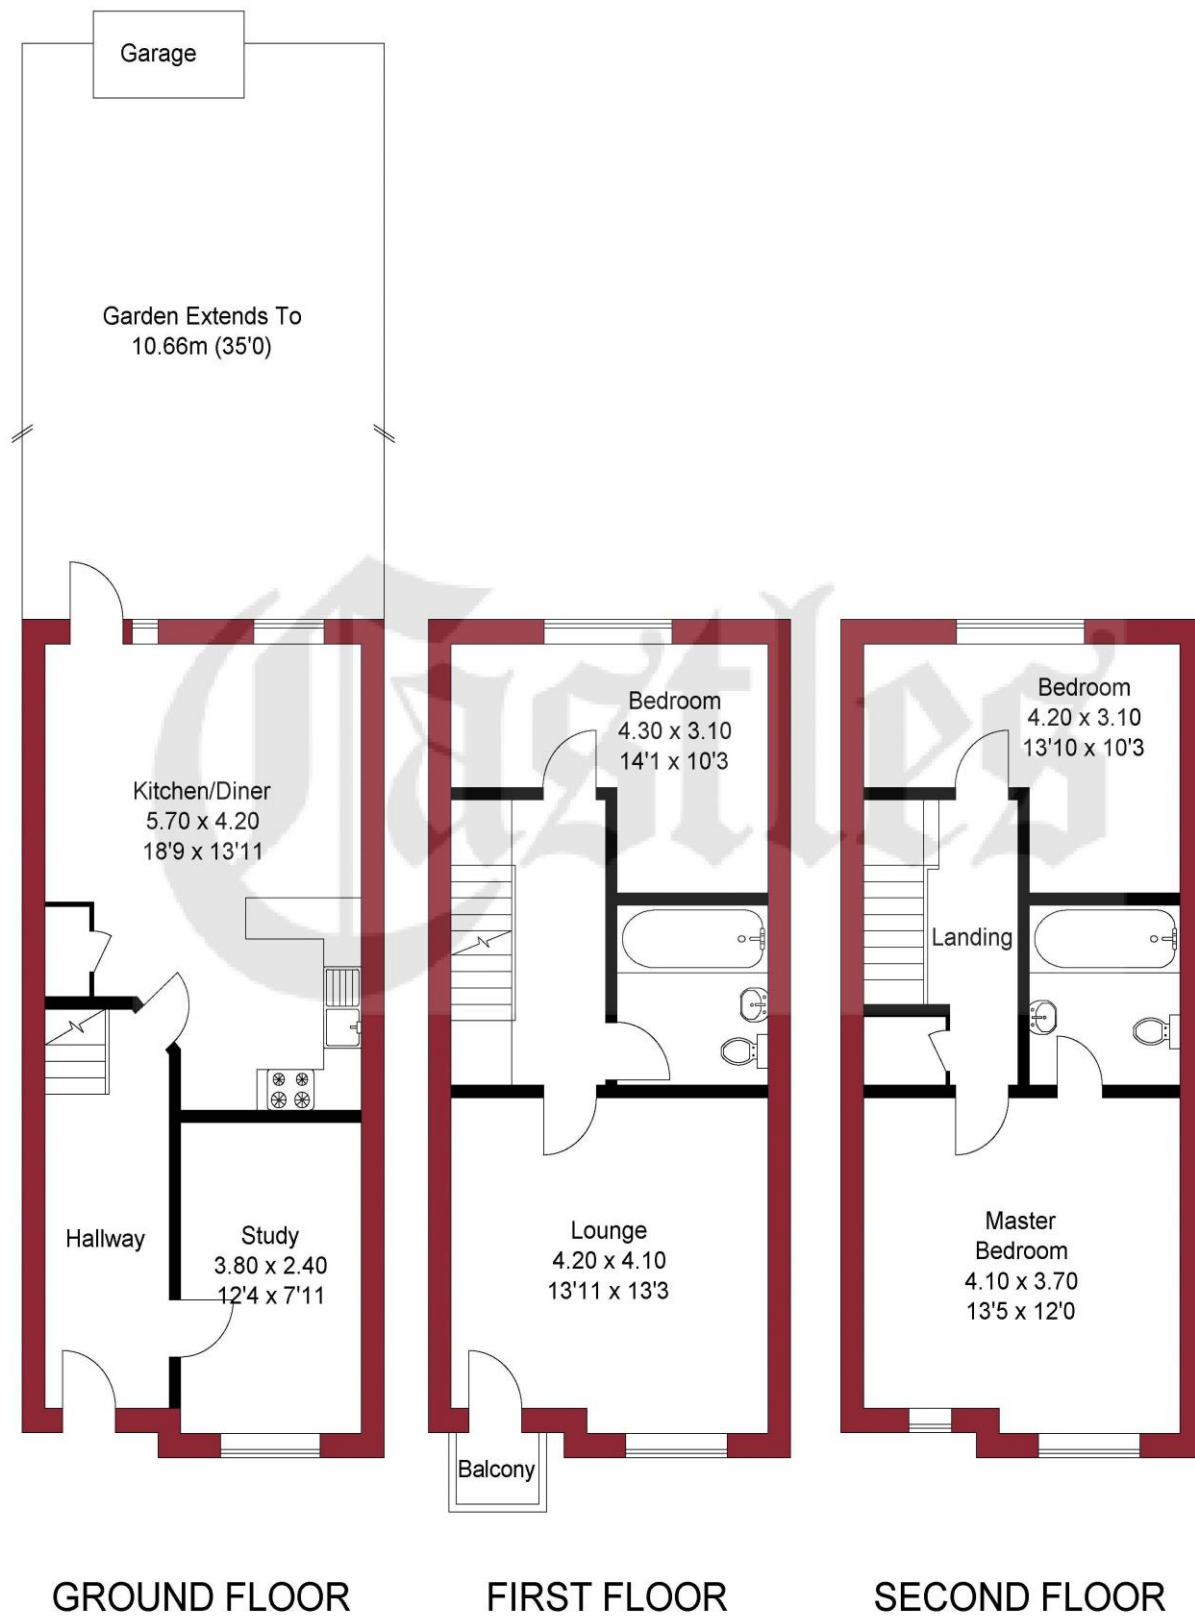 Garage
Garden Extends To
10.66m (35'0)
Kitchen/Diner
5.70 x 4.20
18'9 x 13'11
Hallway
Study
3.80 x 2.40
12'4 x 7'11
GROUND FLOOR
Bedroom
4.30 x 3.10
14'1 x 10'3
Lounge
4.20 x 4.10
13'11 x 13'3
Balcony
FIRST FLOOR
Bedroom
4.20 x 3.10
13'10 x 10'3
Landing
Master
Bedroom
4.10 x 3.70
13'5 x 12'0
SECOND FLOOR
Castles'